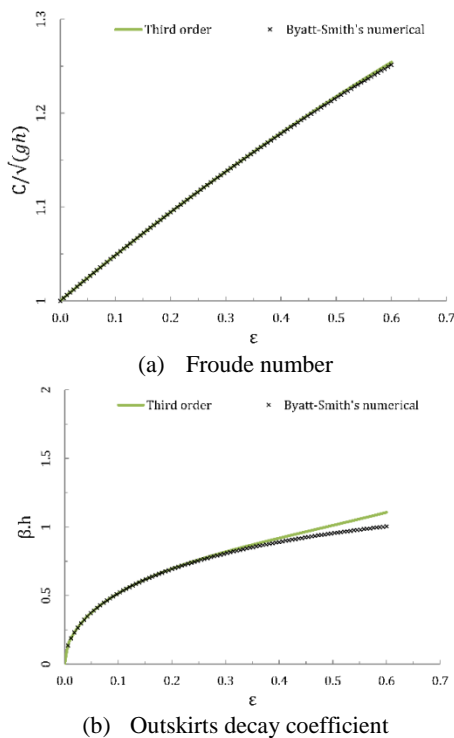 Third order
Byatt-Smith's numerical
1.3
1.2
1.1
1
C/√(gh)
0.0 0.1 0.2 0.3 0.4 0.5 0.6 0.7
ε
(a) Froude number
Third order
Byatt-Smith's numerical
2
1.5
1
0.5
0
β.h
0.0 0.1 0.2 0.3 0.4 0.5 0.6 0.7
ε
(b) Outskirts decay coefficient